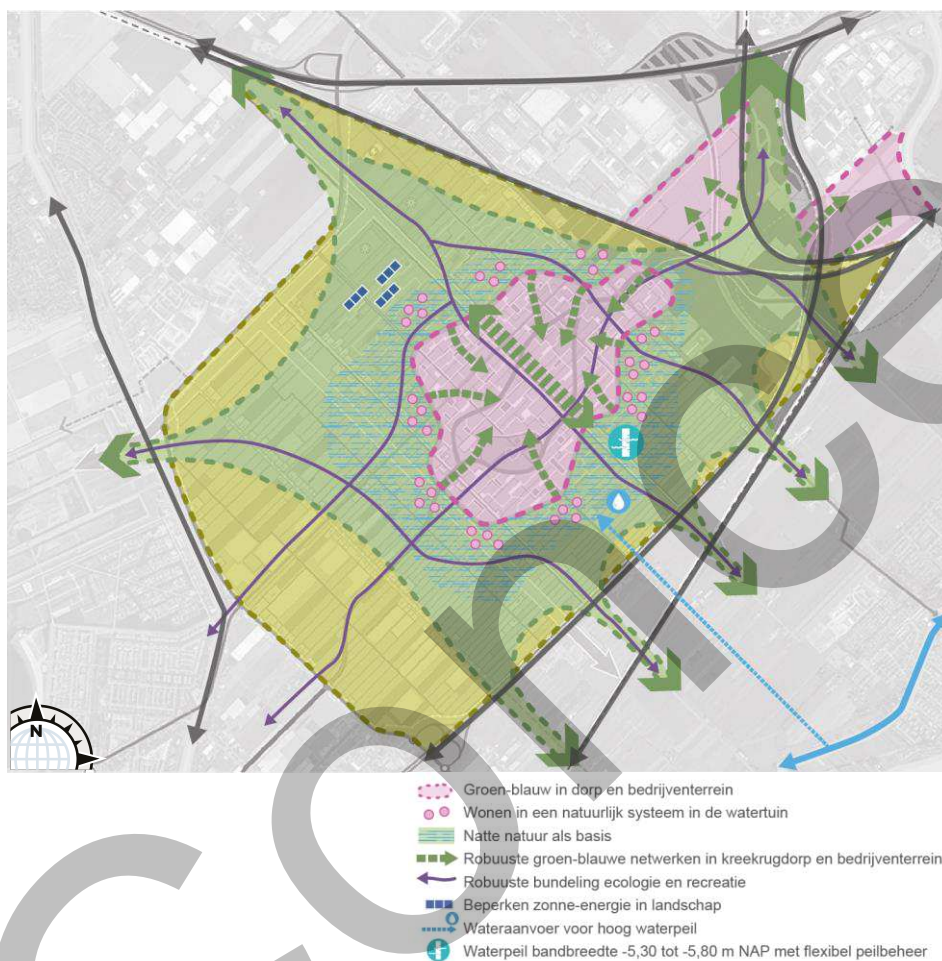 N
Groen-blauw in dorp en bedrijventerrein
Wonen in een natuurlijk systeem in de watertuin
Natte natuur als basis
Robuuste groen-blauwe netwerken in kreekrugdorp en bedrijventerrein
Robuuste bundeling ecologie en recreatie
Beperken zonne-energie in landschap
Wateraanvoer voor hoog waterpeil
Waterpeil bandbreedte -5,30 tot -5,80 m NAP met flexibel peilbeheer